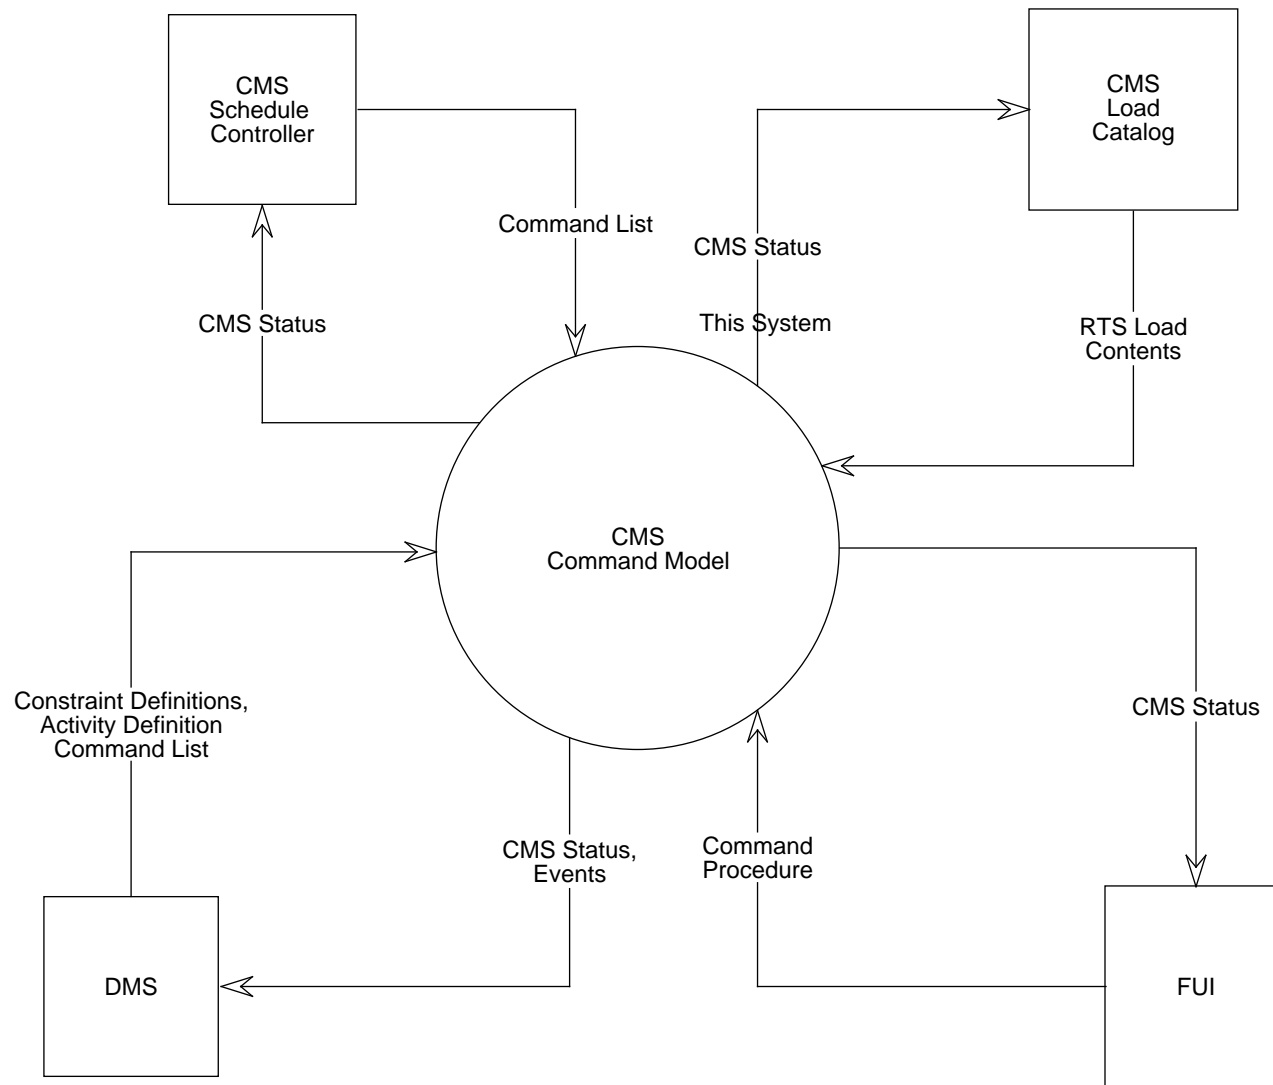 CMS
Schedule
Controller
CMS
Load
Catalog
Command List
CMS Status
CMS Status
This System
RTS Load
Contents
CMS
Command Model
Constraint Definitions,
Activity Definition
Command List
CMS Status
CMS Status,
Events
Command
Procedure
DMS
FUI